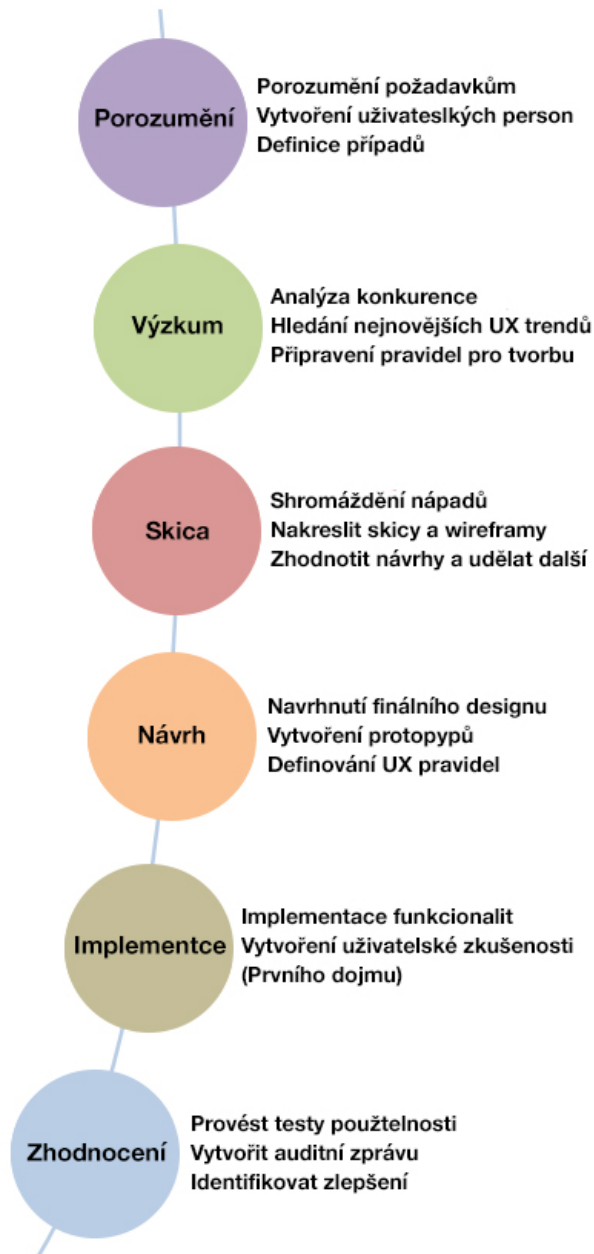 Porozumění
Porozumění požadavkům
Vytvoření uživateslkých person
Definice případů
Výzkum
Analýza konkurence
Hledání nejnovějších UX trendů
Připravení pravidel pro tvorbu
Skica
Shromáždění nápadů
Nakreslit skicy a wireframy
Zhodnotit návrhy a udělat další
Návrh
Navrhnutí finálního designu
Vytvoření protopypů
Definování UX pravidel
Implementce
Implementace funkcionalit
Vytvoření uživatelské zkušenosti
(Prvního dojmu)
Zhodnocení
Provést testy použtelnosti
Vytvořit auditní zprávu
Identifikovat zlepšení